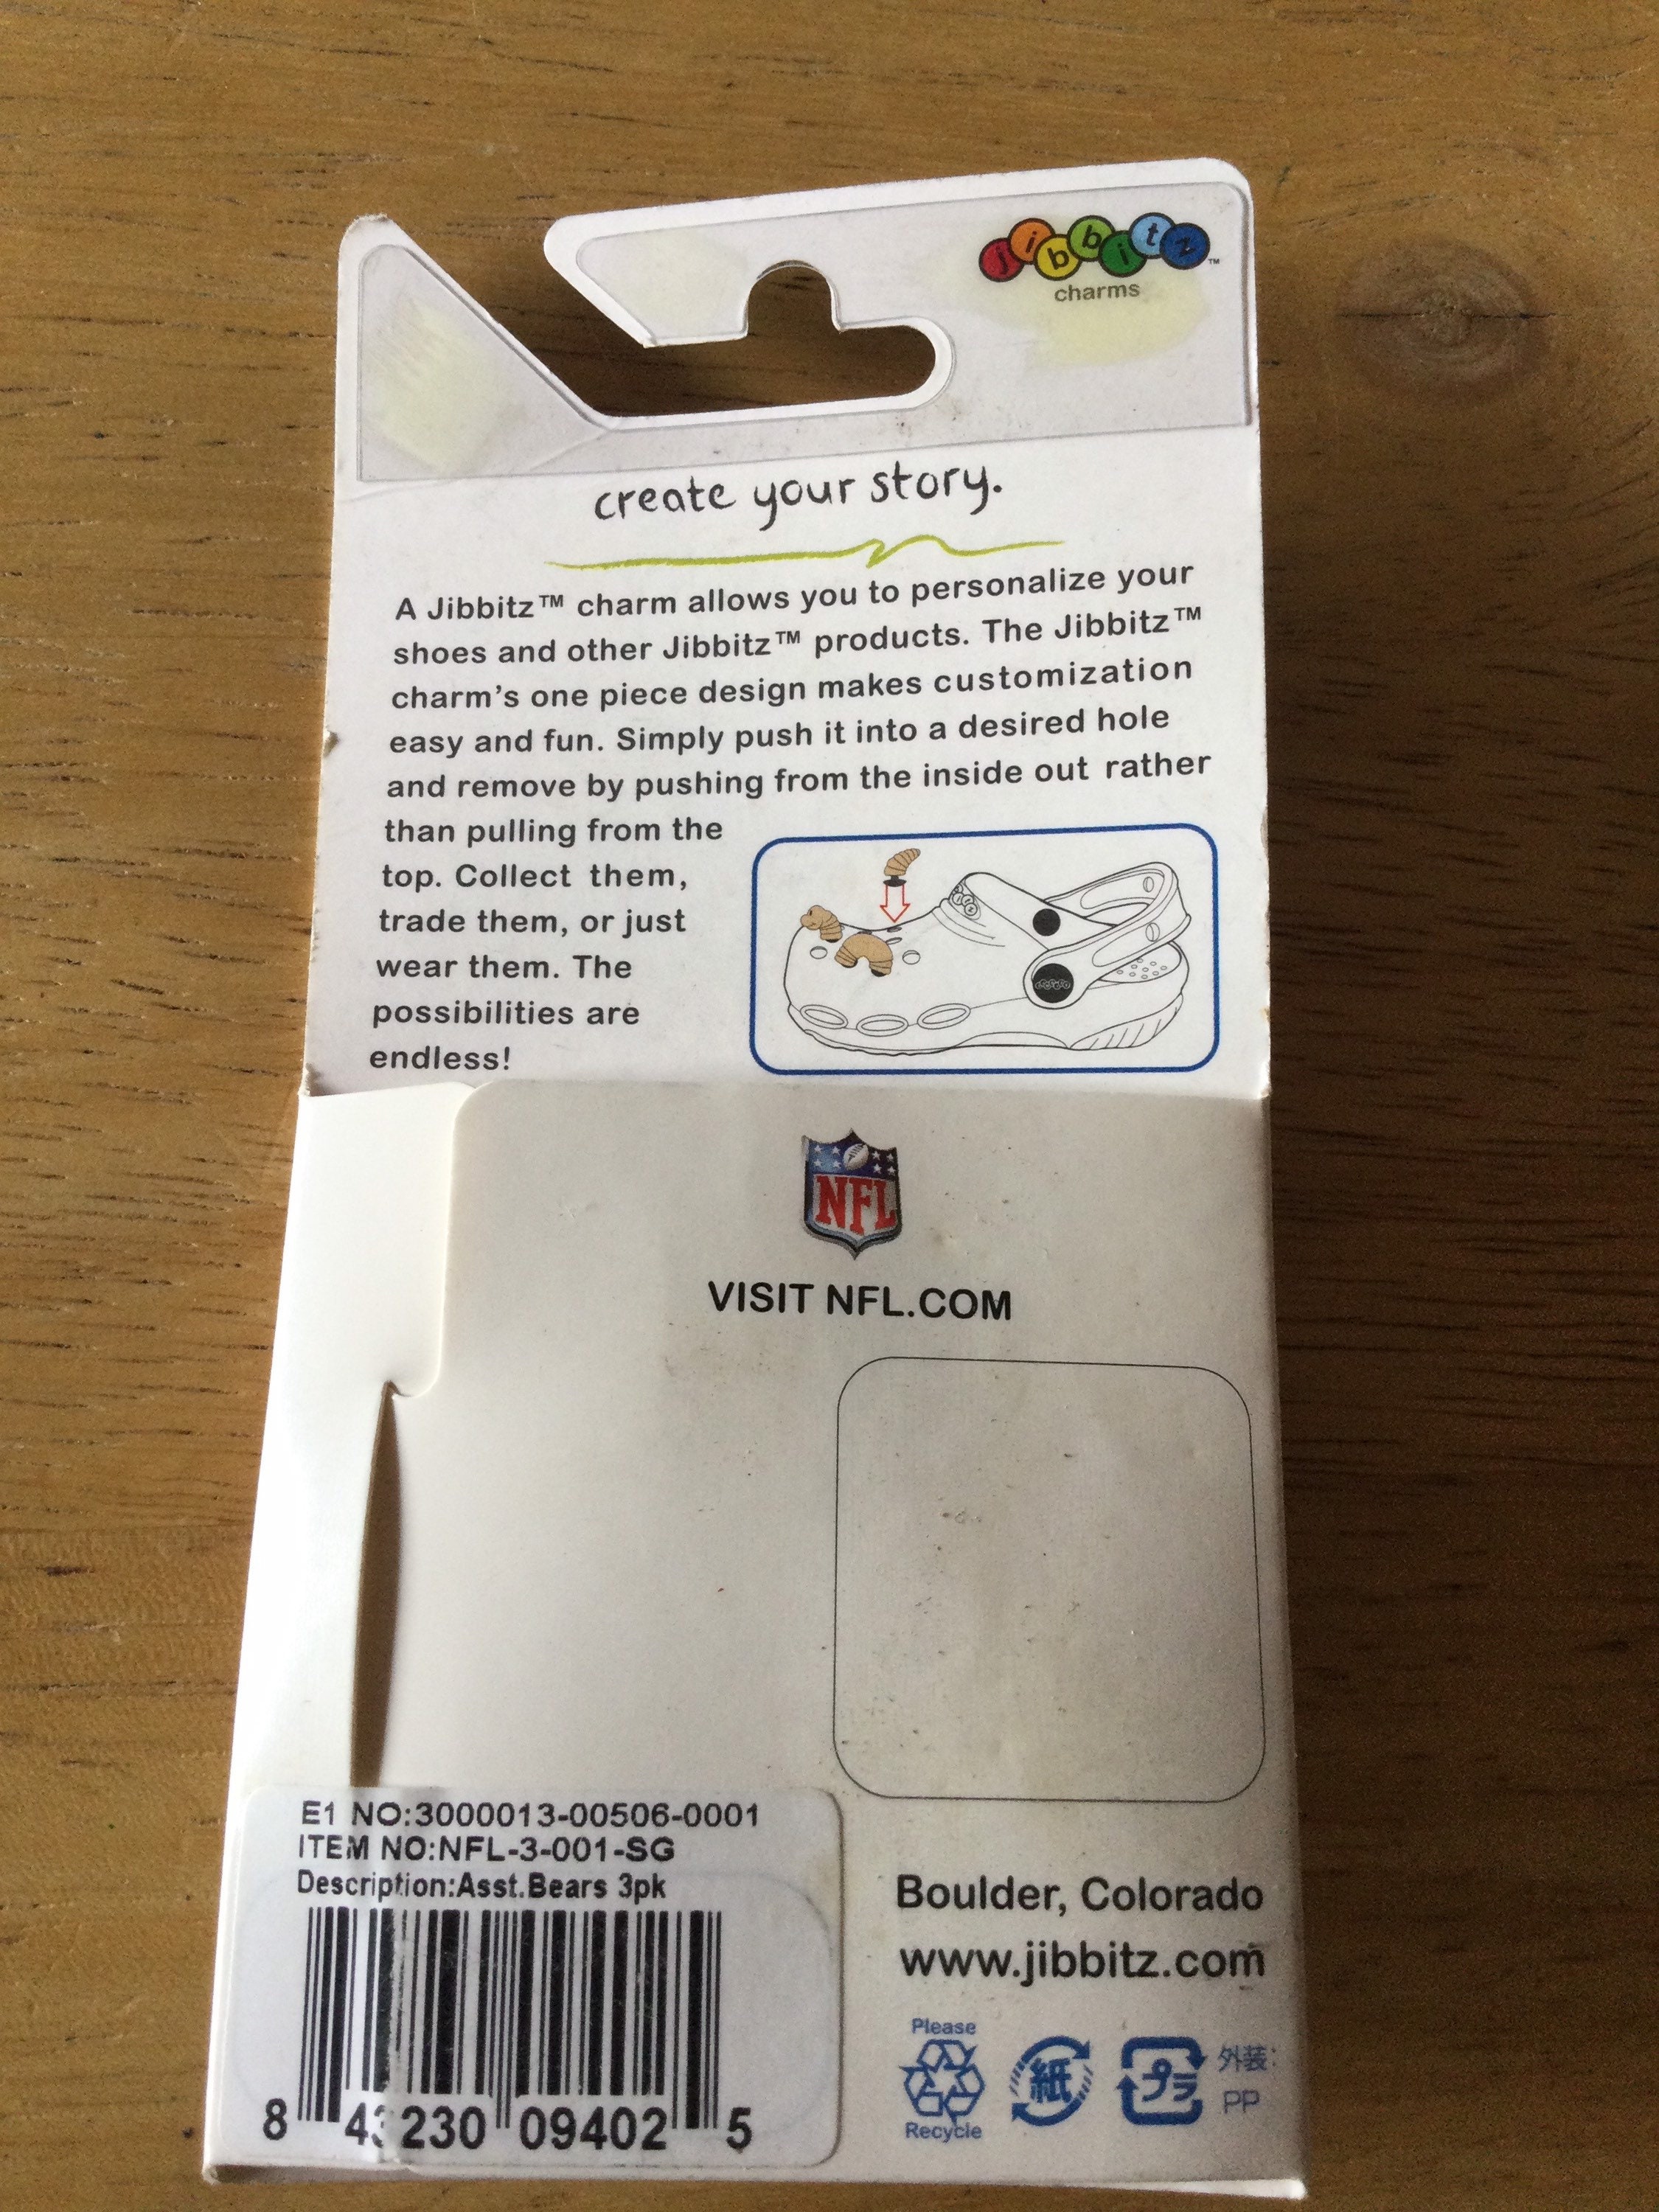 jibbitz™
charms
create your story.
A Jibbitz™ charm allows you to personalize your
shoes and other Jibbitz™ products. The Jibbitz™
charm's one piece design makes customization
easy and fun. Simply push it into a desired hole
and remove by pushing from the inside out rather
than pulling from the
top. Collect them,
trade them, or just
wear them. The
possibilities are
endless!
NFL
VISIT NFL.COM
E1 NO:3000013-00506-0001
ITEM NO:NFL-3-001-SG
Description:Asst.Bears 3pk
8 43230 09402 5
Boulder, Colorado
www.jibbitz.com
Please
Recycle
紙
プラ
外装:
PP